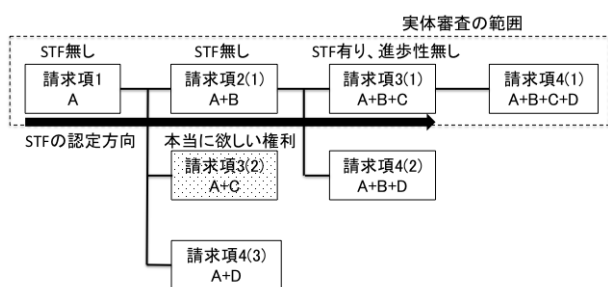 実体審査の範囲
STF無し
STF無し
STF有り、進歩性無し
請求項1
A
請求項2(1)
A+B
請求項3(1)
A+B+C
請求項4(1)
A+B+C+D
STFの認定方向
本当に欲しい権利
請求項3(2)
A+C
請求項4(2)
A+B+D
請求項4(3)
A+D